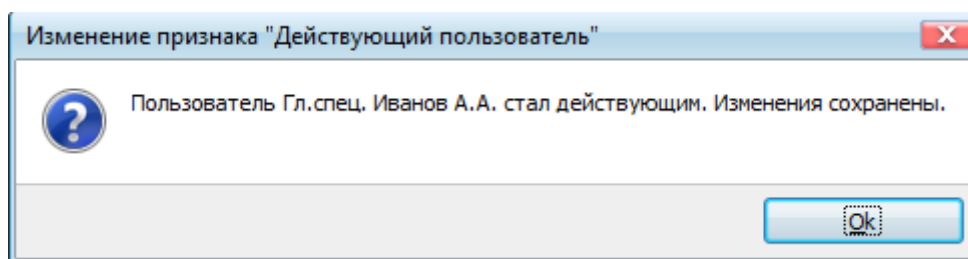 Изменение признака "Действующий пользователь"
Пользователь Гл.спец. Иванов А.А. стал действующим. Изменения сохранены.
Ok